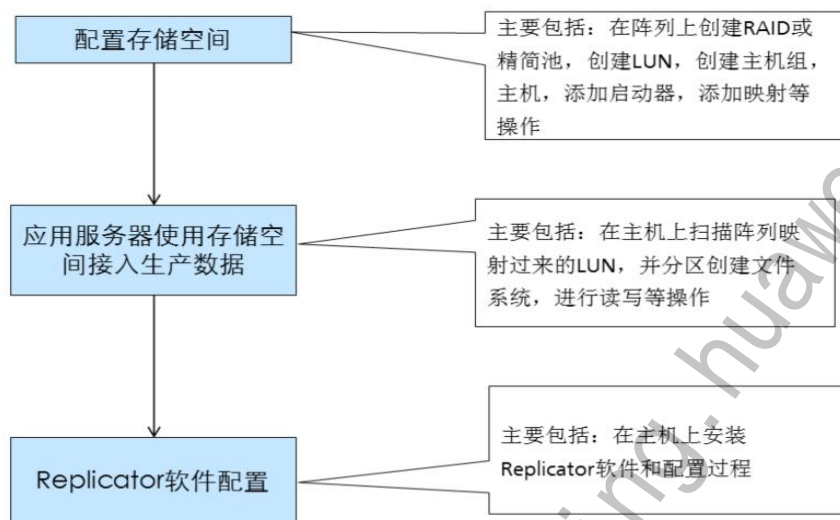 配置存储空间
主要包括：在阵列上创建RAID或
精简池，创建LUN，创建主机组，
主机，添加启动器，添加映射等
操作
应用服务器使用存储空
间接入生产数据
主要包括：在主机上扫描阵列映
射过来的LUN，并分区创建文件
系统，进行读写等操作
Replicator软件配置
主要包括：在主机上安装
Replicator软件和配置过程
ning.huawe